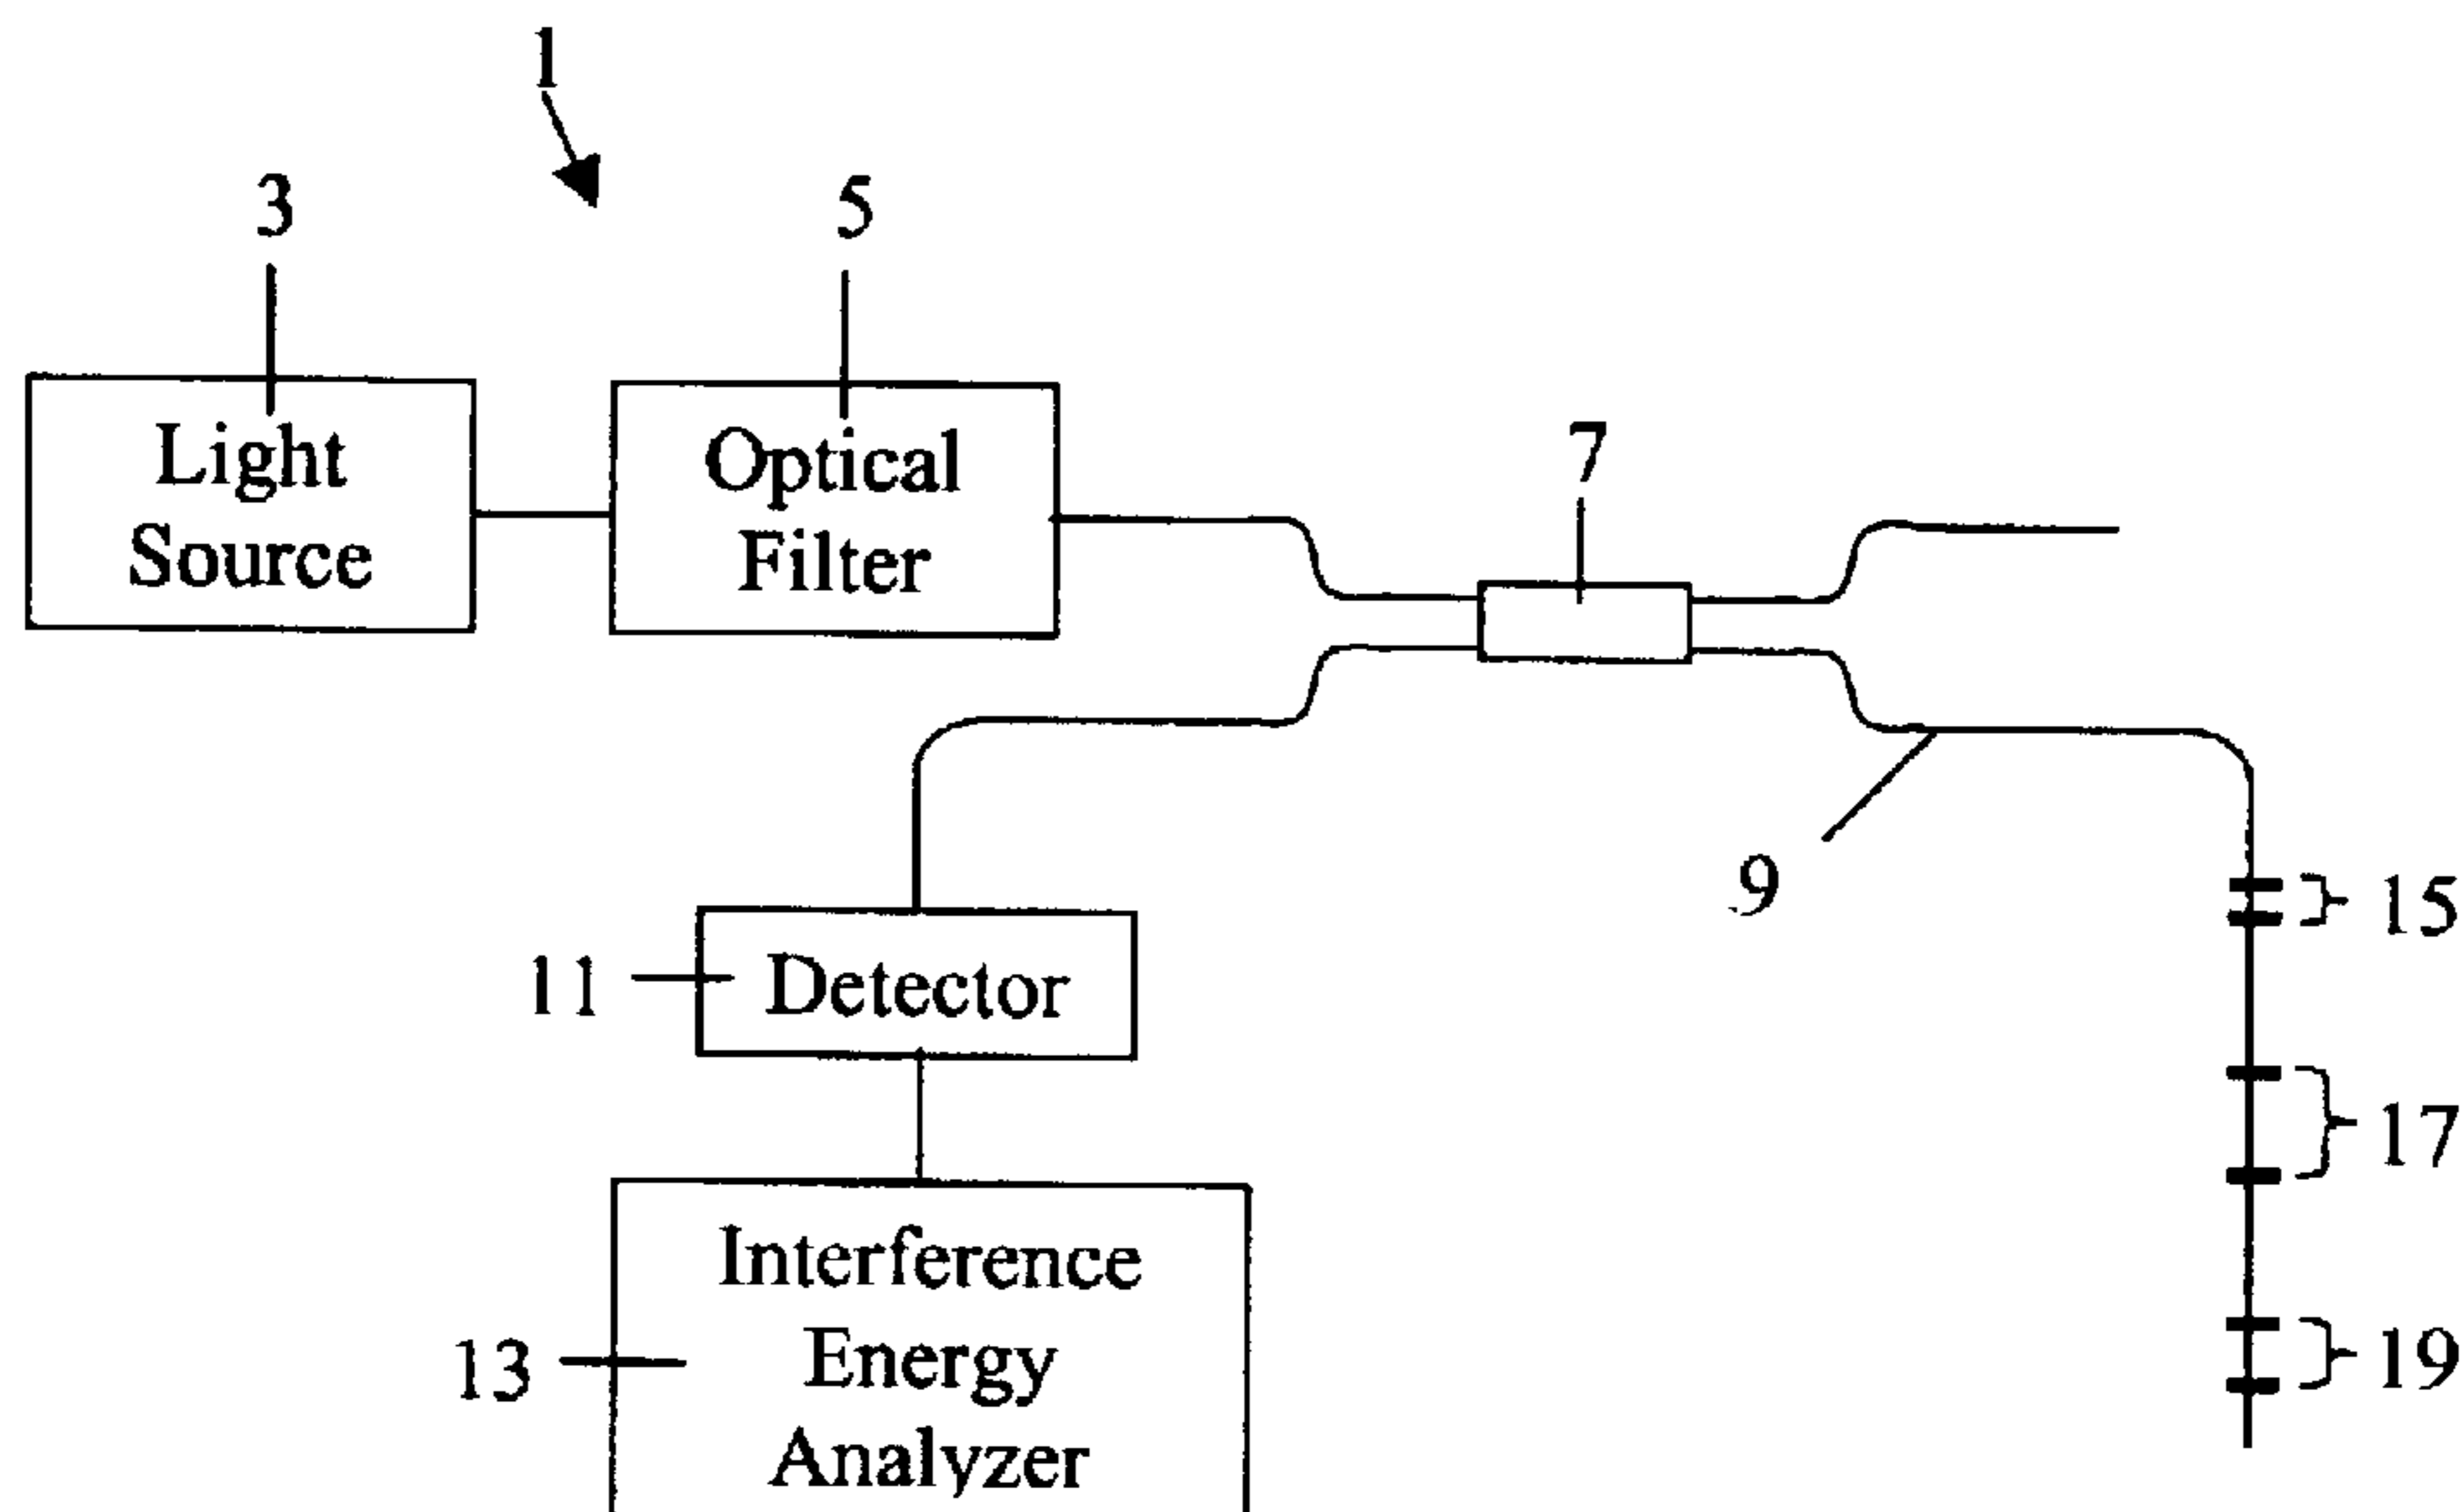 1
3
5
Light
Source
Optical
Filter
7
9
15
11
Detector
17
13
Interference
Energy
Analyzer
19